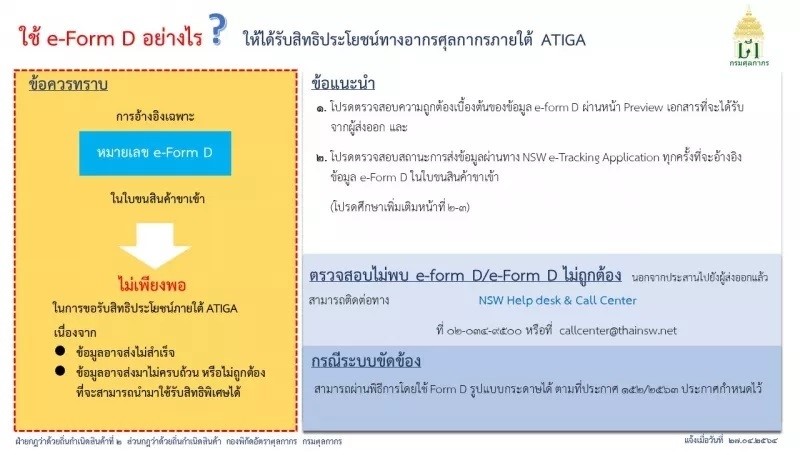 ใช้ e-Form D อย่างไร ? ให้ได้รับสิทธิประโยชน์ทางอากรศุลกากรภายใต้ ATIGA
กรมศุลกากร
ข้อควรทราบ
การอ้างอิงเฉพาะ
หมายเลข e-Form D
ในใบขนสินค้าขาเข้า
ไม่เพียงพอ
ในการขอรับสิทธิประโยชน์ภายใต้ ATIGA
เนื่องจาก
● ข้อมูลอาจส่งไม่สำเร็จ
● ข้อมูลอาจส่งมาไม่ครบถ้วน หรือไม่ถูกต้อง
ที่จะสามารถนำมาใช้รับสิทธิพิเศษได้
ข้อแนะนำ
๑. โปรดตรวจสอบความถูกต้องเบื้องต้นของข้อมูล e-form D ผ่านหน้า Preview เอกสารที่จะได้รับ
จากผู้ส่งออก และ
๒. โปรดตรวจสอบสถานะการส่งข้อมูลผ่านทาง NSW e-Tracking Application ทุกครั้งที่จะอ้างอิง
ข้อมูล e-Form D ในใบขนสินค้าขาเข้า
(โปรดศึกษาเพิ่มเติมหน้าที่ ๒-๓)
ตรวจสอบไม่พบ e-form D/e-Form D ไม่ถูกต้อง นอกจากประสานไปยังผู้ส่งออกแล้ว
สามารถติดต่อทาง NSW Help desk & Call Center
ที่ ๐๒-๐๓๔-๙๕๐๐ หรือที่ callcenter@thainsw.net
กรณีระบบขัดข้อง
สามารถผ่านพิธีการโดยใช้ Form D รูปแบบกระดาษได้ ตามที่ประกาศ ๑๕๒/๒๕๖๓ ประกาศกำหนดไว้
ฝ่ายกฎว่าด้วยถิ่นกำเนิดสินค้าที่ ๒ ส่วนกฎว่าด้วยถิ่นกำเนิดสินค้า กองพิกัดอัตราศุลกากร กรมศุลกากร
แจ้งเมื่อวันที่ ๒๗.๐๔.๒๕๖๔